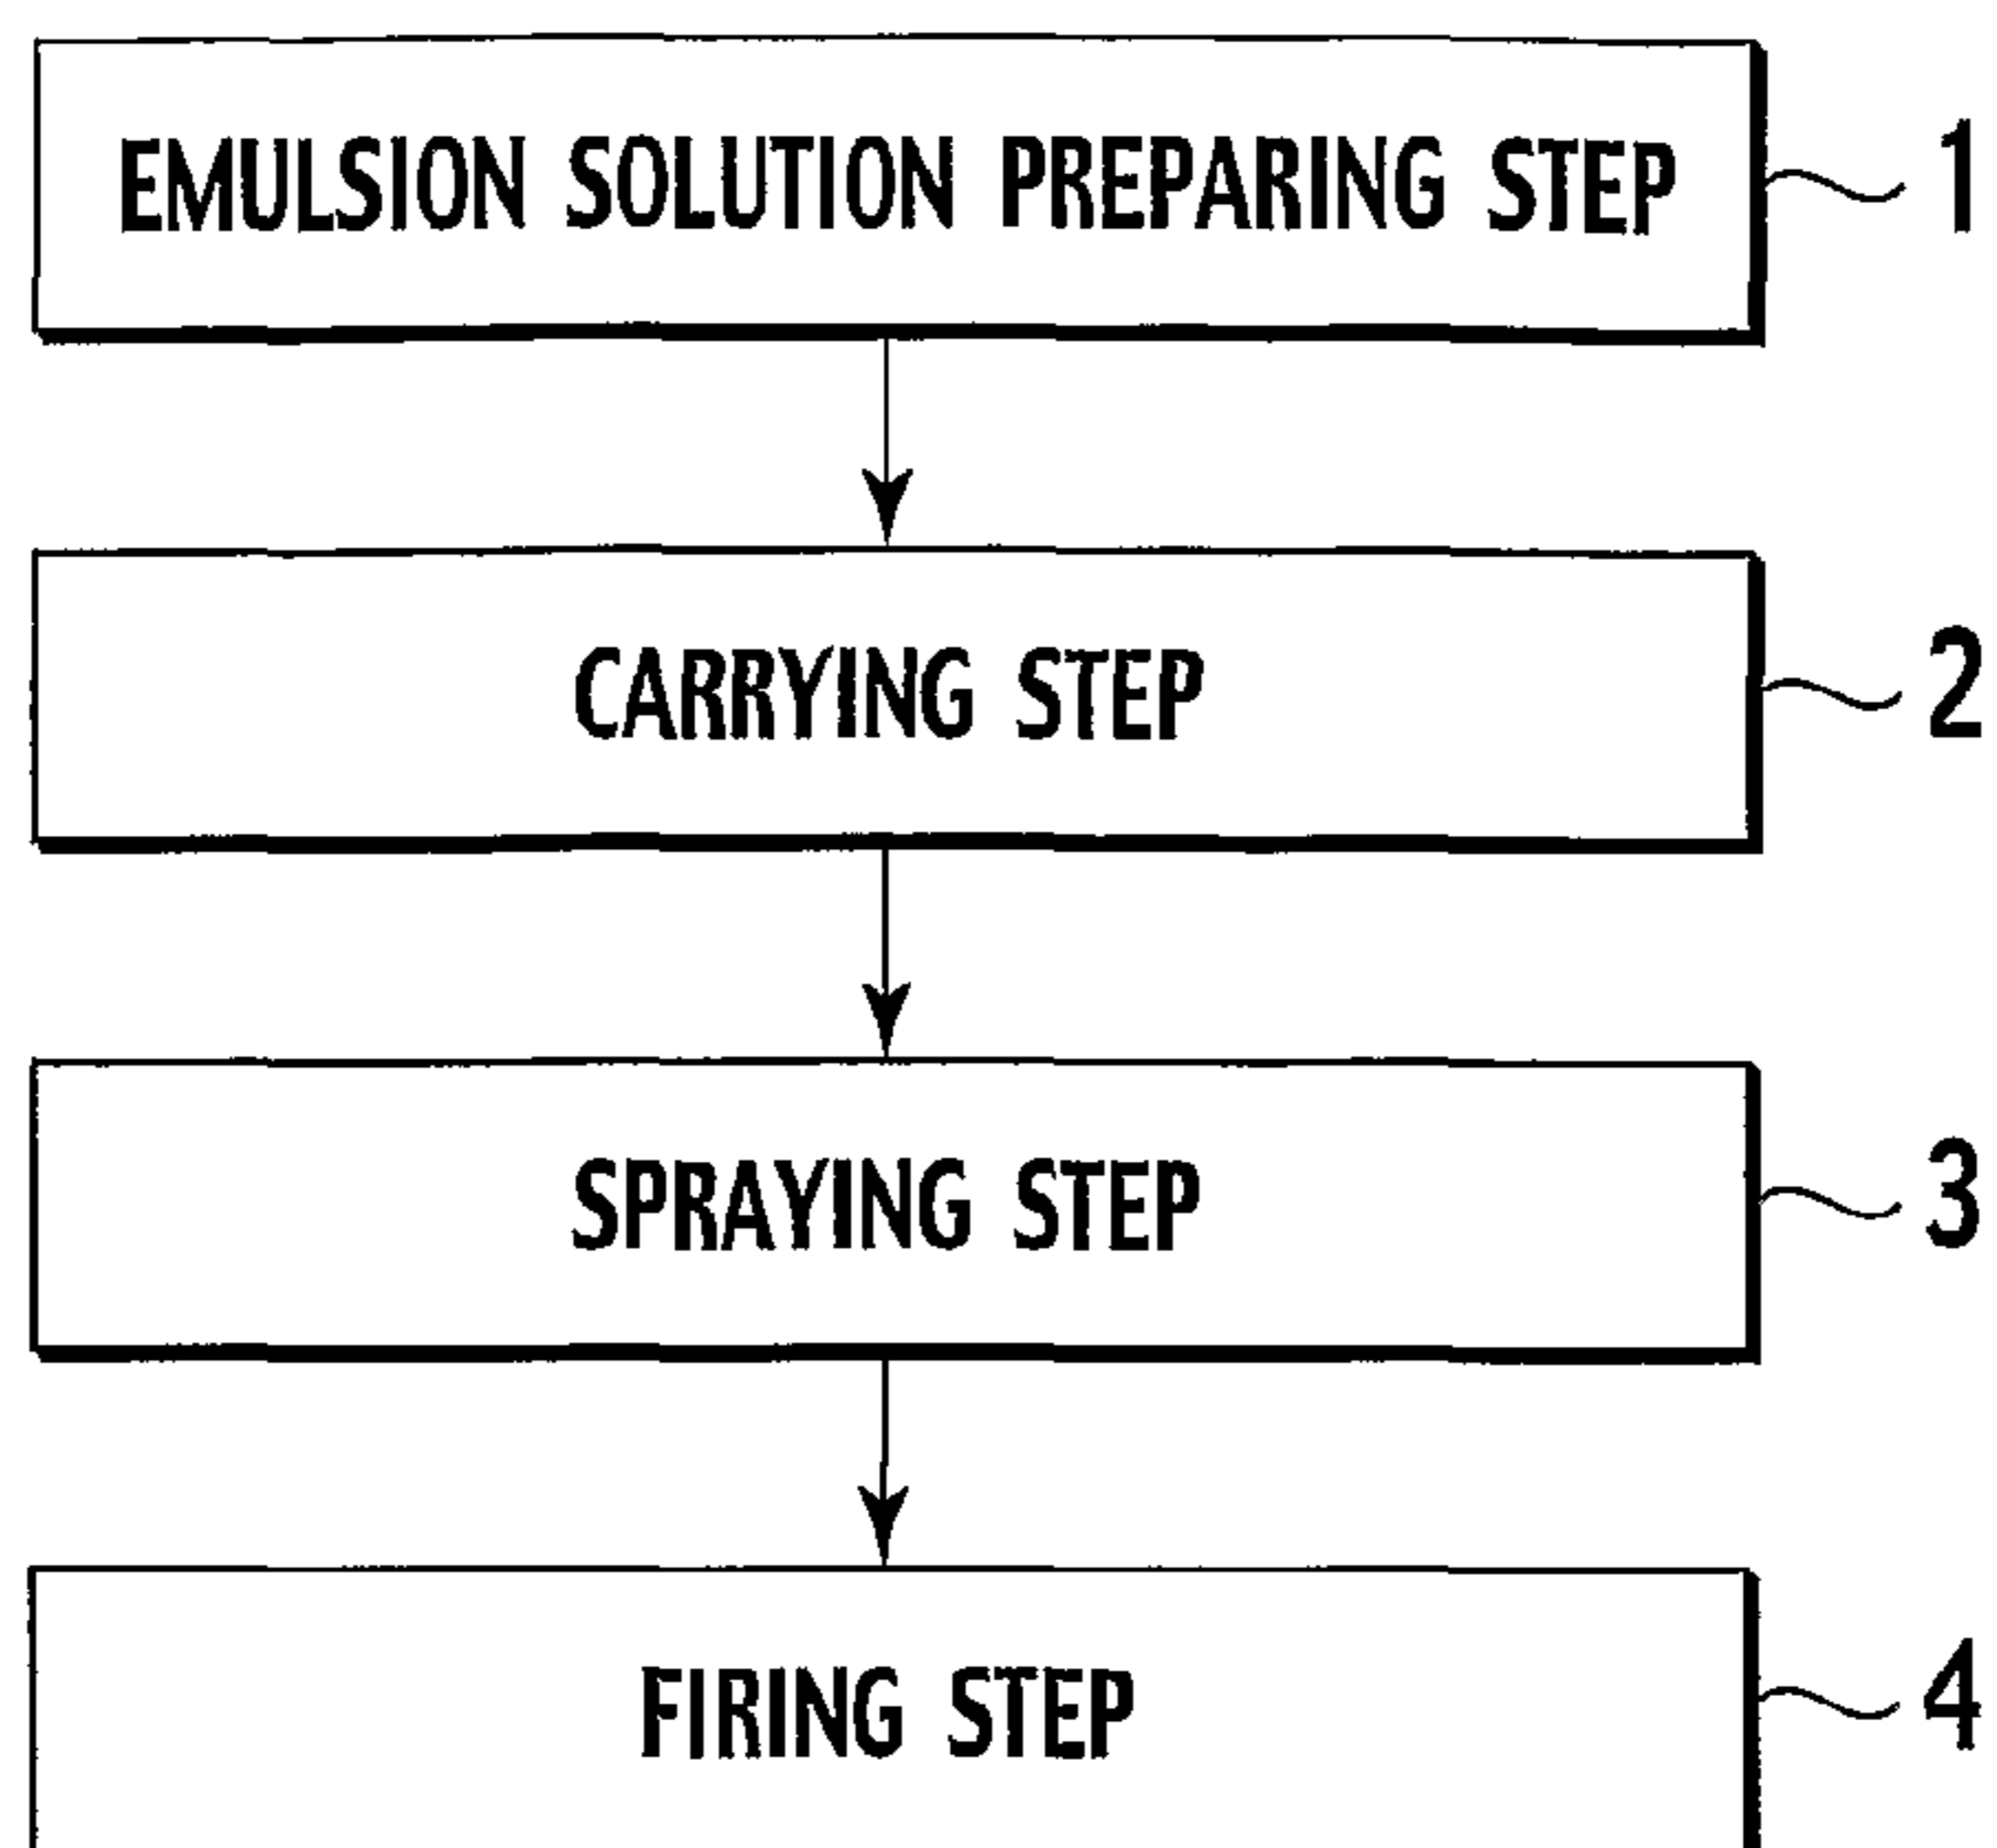 EMULSION SOLUTION PREPARING STEP 1
CARRYING STEP 2
SPRAYING STEP 3
FIRING STEP 4